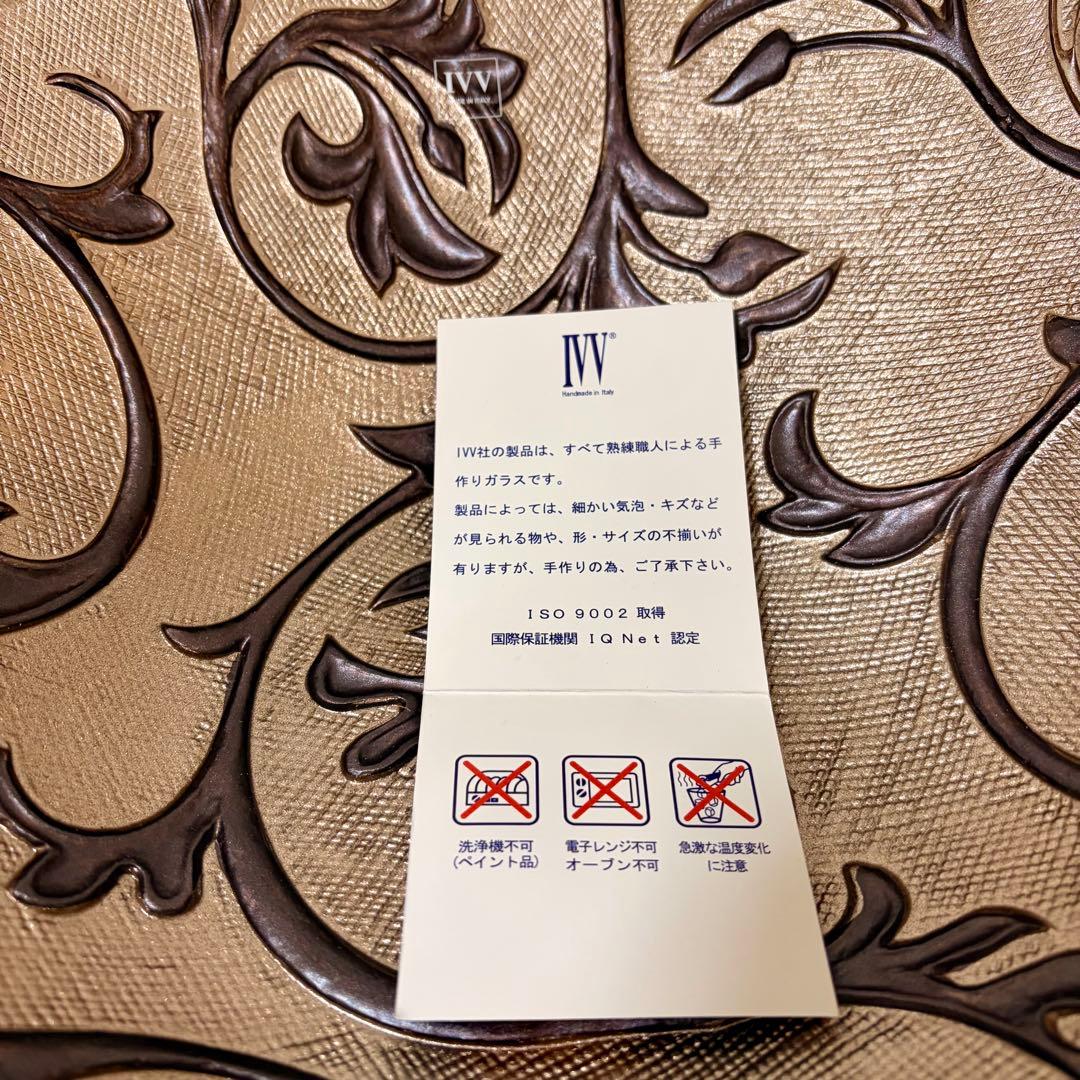 IVV
IVV®
Handmade in Italy
IVV社の製品は、すべて熟練職人による手
作りガラスです。
製品によっては、細かい気泡・キズなど
が見られる物や、形・サイズの不揃いが
有りますが、手作りの為、ご了承下さい。
ISO 9002 取得
国際保証機関 IQNet 認定
洗浄機不可
(ペイント品)
電子レンジ不可
オーブン不可
急激な温度変化
に注意